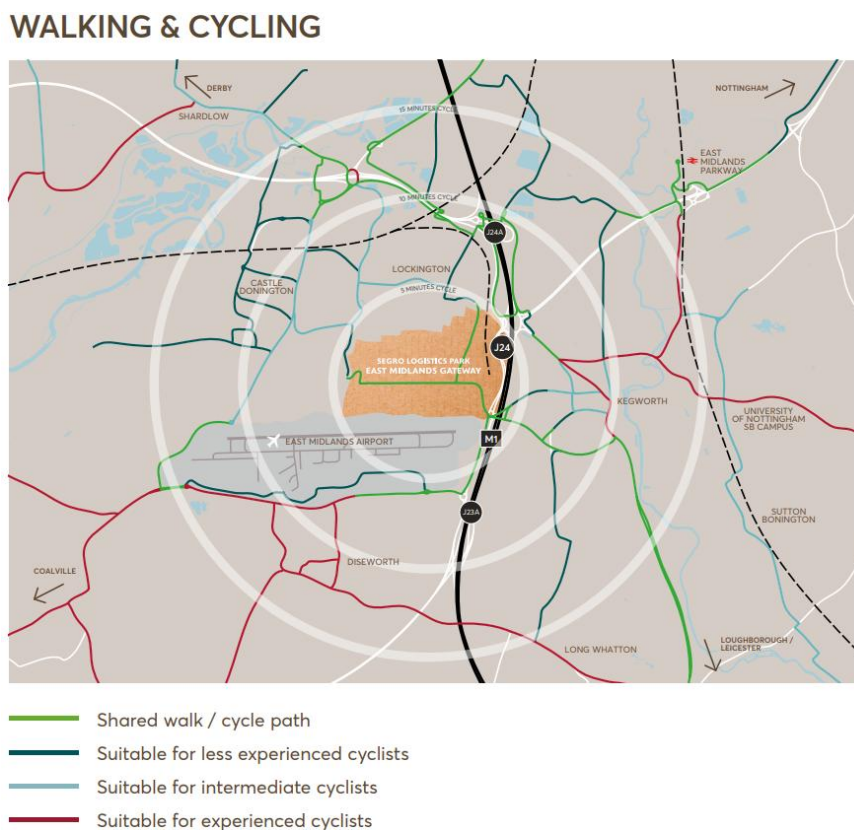 WALKING & CYCLING
DERBY
SHARDLOW
15 MINUTES CYCLE
NOTTINGHAM
EAST
MIDLANDS
PARKWAY
10 MINUTES CYCLE
J24A
LOCKINGTON
CASTLE
DONINGTON
5 MINUTES CYCLE
J24
SEGRO LOGISTICS PARK
EAST MIDLANDS GATEWAY
KEGWORTH
UNIVERSITY
OF NOTTINGHAM
SB CAMPUS
EAST MIDLANDS AIRPORT
M1
J23A
SUTTON
BONINGTON
DISEWORTH
COALVILLE
LONG WHATTON
LOUGHBOROUGH /
LEICESTER
Shared walk / cycle path
Suitable for less experienced cyclists
Suitable for intermediate cyclists
Suitable for experienced cyclists